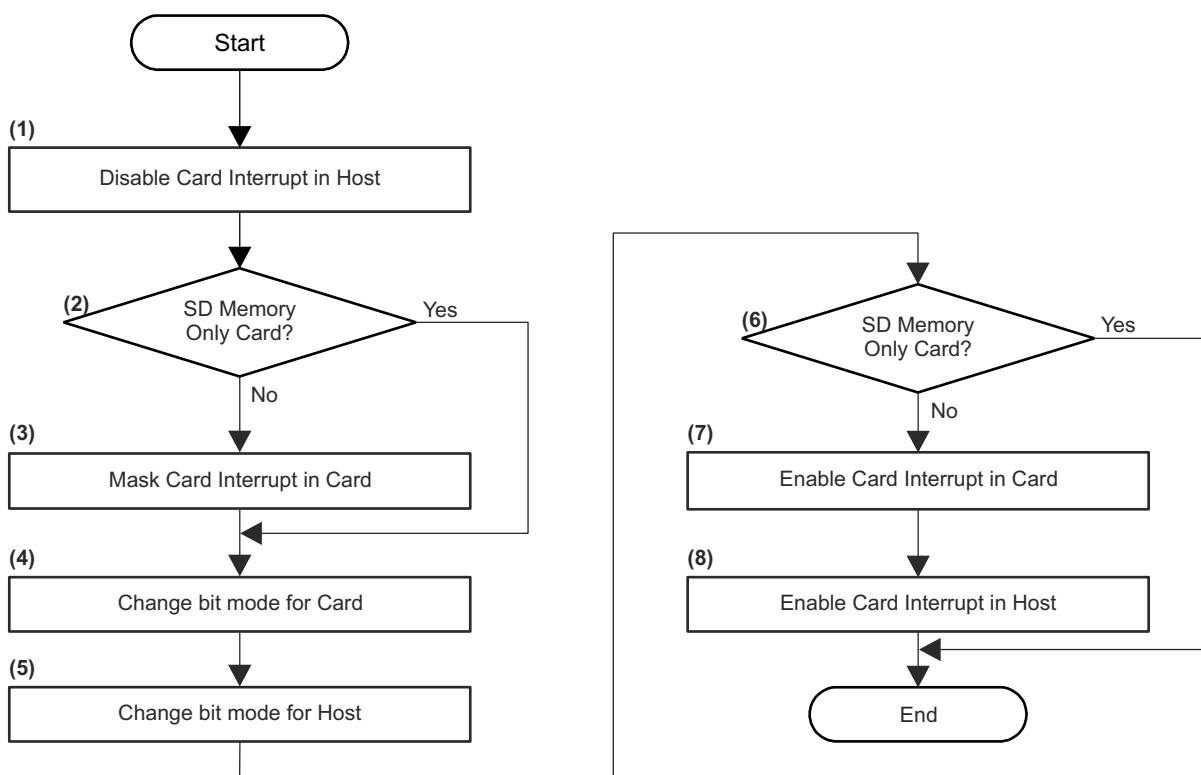 Start
(1)
Disable Card Interrupt in Host
(2)
SD Memory
Only Card?
Yes
No
(3)
Mask Card Interrupt in Card
(4)
Change bit mode for Card
(5)
Change bit mode for Host
(6)
SD Memory
Only Card?
Yes
No
(7)
Enable Card Interrupt in Card
(8)
Enable Card Interrupt in Host
End